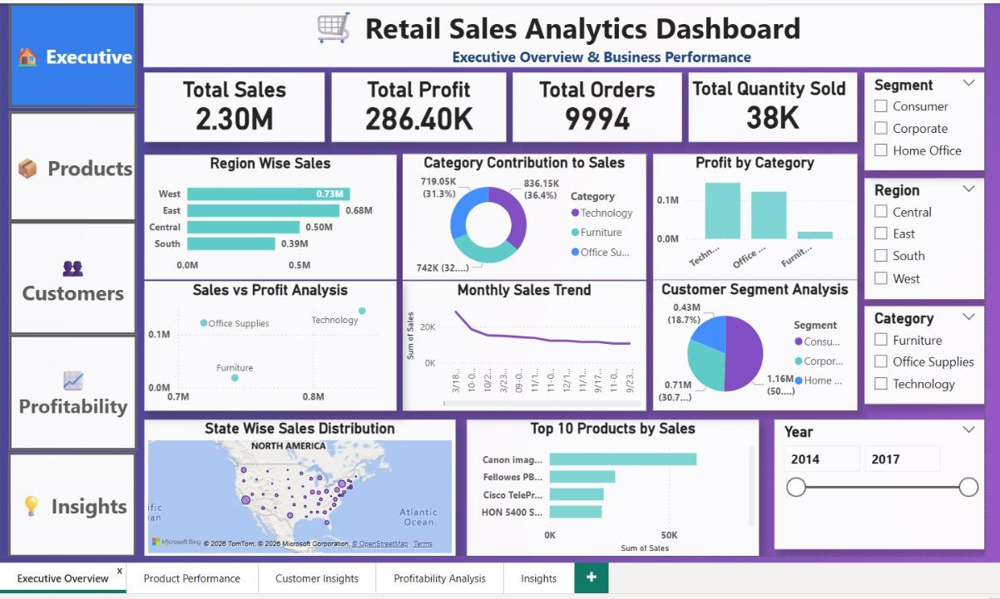 Executive
Products
Customers
Profitability
Insights
Retail Sales Analytics Dashboard
Executive Overview & Business Performance
Total Sales
2.30M
Total Profit
286.40K
Total Orders
9994
Total Quantity Sold
38K
Segment
Consumer
Corporate
Home Office
Region
Central
East
South
West
Category
Furniture
Office Supplies
Technology
Region Wise Sales
West
0.73M
East
0.68M
Central
0.50M
South
0.39M
0.0M
0.5M
Category Contribution to Sales
719.05K
(31.3%)
836.15K
(36.4%)
742K (32....)
Category
Technology
Furniture
Office Su...
Profit by Category
0.1M
0.0M
Techn...
Office ...
Furnit...
Sales vs Profit Analysis
Office Supplies
Technology
Furniture
0.1M
0.0M
0.7M
0.8M
Monthly Sales Trend
Sum of Sales
20K
0K
3/18...
10-0...
10/2...
3/23...
09-0...
11/1...
11-0...
12/1...
11/1...
9/17...
11-0...
9/23...
Customer Segment Analysis
0.43M
(18.7%)
0.71M
(30.7...)
1.16M
(50....)
Segment
Consu...
Corpor...
Home ...
State Wise Sales Distribution
NORTH AMERICA
Atlantic
Ocean
Microsoft Bing
© 2026 TomTom, © 2026 Microsoft Corporation, © OpenStreetMap Terms
Top 10 Products by Sales
Canon imag...
Fellowes PB...
Cisco TelePr...
HON 5400 S...
0K
50K
Sum of Sales
Year
2014
2017
Executive Overview
x
Product Performance
Customer Insights
Profitability Analysis
Insights
+